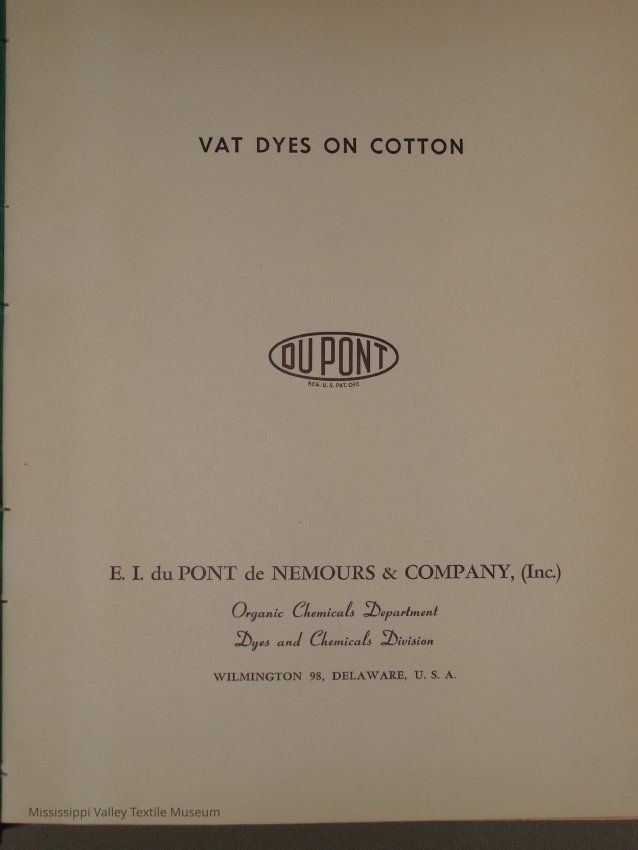 VAT DYES ON COTTON
DU PONT
REG. U.S. PAT. OFF.
E. I. du PONT de NEMOURS & COMPANY, (Inc.)
Organic Chemicals Department
Dyes and Chemicals Division
WILMINGTON 98, DELAWARE, U. S. A.
Mississippi Valley Textile Museum